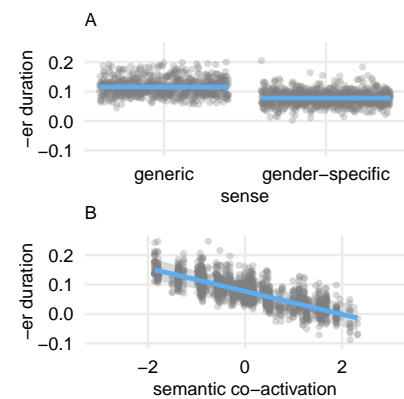 A
−er duration
0.2
0.1
0.0
−0.1
generic
gender−specific
sense
B
−er duration
0.2
0.1
0.0
−0.1
−2
0
2
semantic co−activation